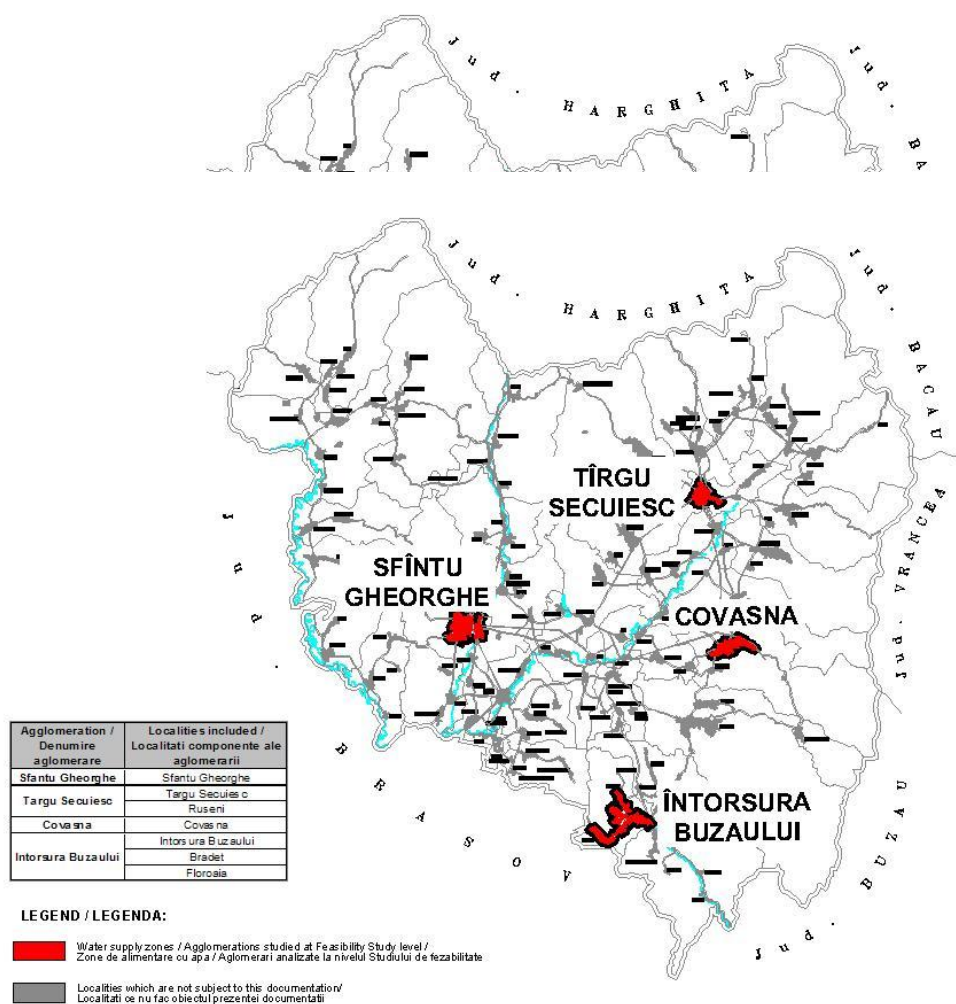 Jud. HARGHITA
Jud. BA
Jud. HARGHITA
Jud. BACAU
TÎRGU
SECUIESC
Jud. VRANCEA
SFÎNTU
GHEORGHE
COVASNA
Jud. BRASOV
ÎNTORSURA
BUZAULUI
Jud. BUZAU
Agglomeration / Denumire aglomerare | Localities included / Localitati componente ale aglomerarii
Sfantu Gheorghe | Sfantu Gheorghe
Targu Secuiesc | Targu Secuiesc
Ruseni
Covasna | Covasna
Intorsura Buzaului | Intorsura Buzaului
Bradet
Floroaia
LEGEND / LEGENDA:
Water supply zones / Agglomerations studied at Feasibility Study level /
Zone de alimentare cu apa / Aglomerari analizate la nivelul Studiului de fezabilitate
Localities which are not subject to this documentation/
Localitati ce nu fac obiectul prezentei documentatii